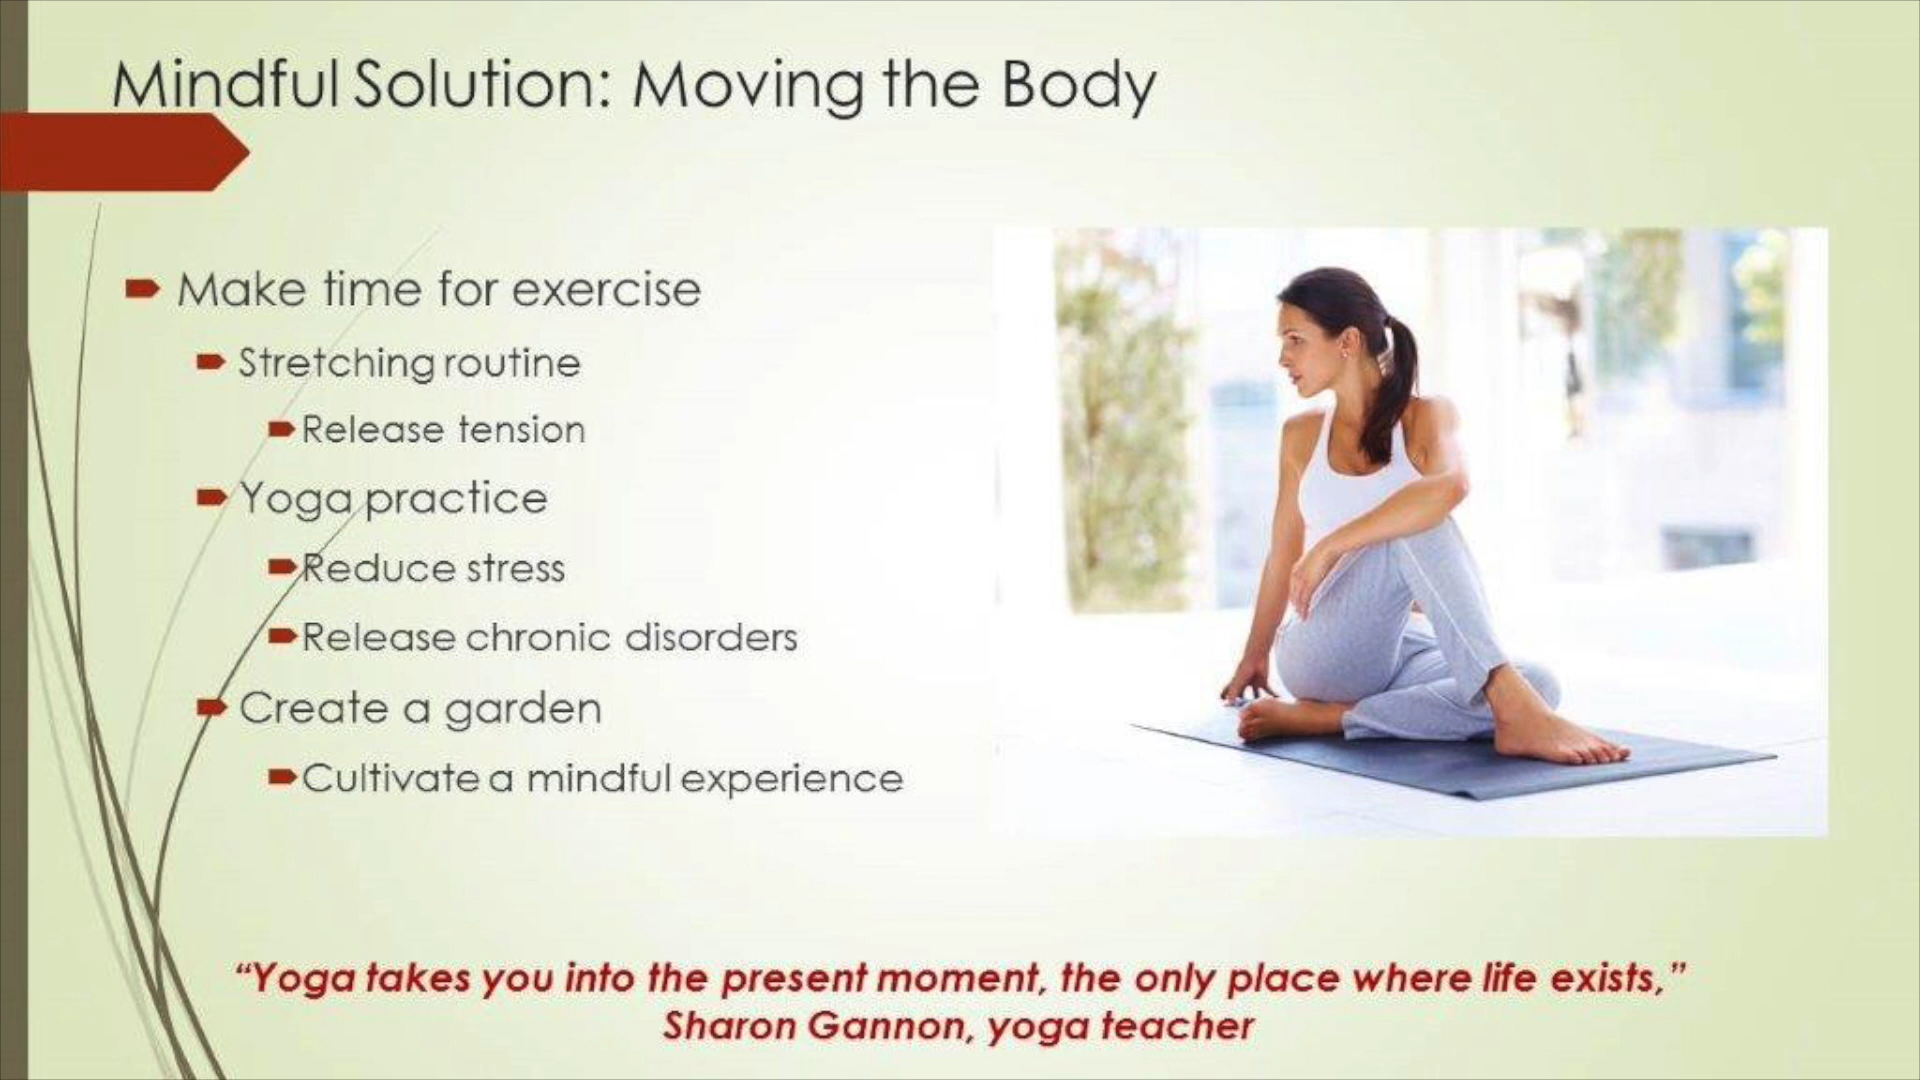 Mindful Solution: Moving the Body
Make time for exercise
Stretching routine
Release tension
Yoga practice
Reduce stress
Release chronic disorders
Create a garden
Cultivate a mindful experience
“Yoga takes you into the present moment, the only place where life exists,”
Sharon Gannon, yoga teacher